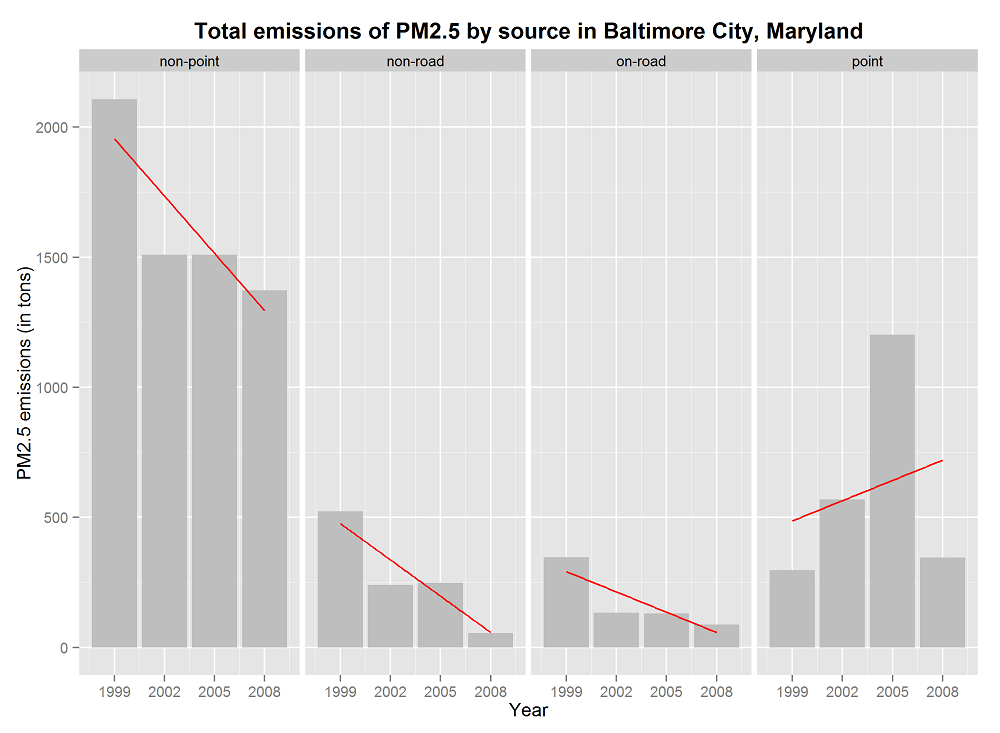 Total emissions of PM2.5 by source in Baltimore City, Maryland
non-point non-road on-road point
2000
1500
1000
500
0
PM2.5 emissions (in tons)
1999 2002 2005 2008 1999 2002 2005 2008 1999 2002 2005 2008 1999 2002 2005 2008
Year